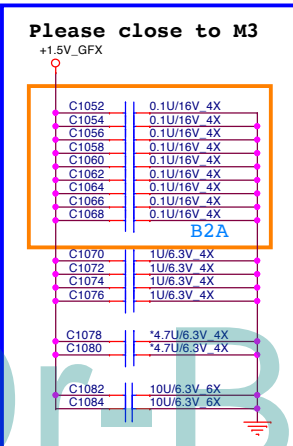 Please close to M3
+1.5V_GFX
C1052 0.1U/16V_4X
C1054 0.1U/16V_4X
C1056 0.1U/16V_4X
C1058 0.1U/16V_4X
C1060 0.1U/16V_4X
C1062 0.1U/16V_4X
C1064 0.1U/16V_4X
C1066 0.1U/16V_4X
C1068 0.1U/16V_4X
B2A
C1070 1U/6.3V_4X
C1072 1U/6.3V_4X
C1074 1U/6.3V_4X
C1076 1U/6.3V_4X
C1078 *4.7U/6.3V_4X
C1080 *4.7U/6.3V_4X
C1082 10U/6.3V_6X
C1084 10U/6.3V_6X
or-B